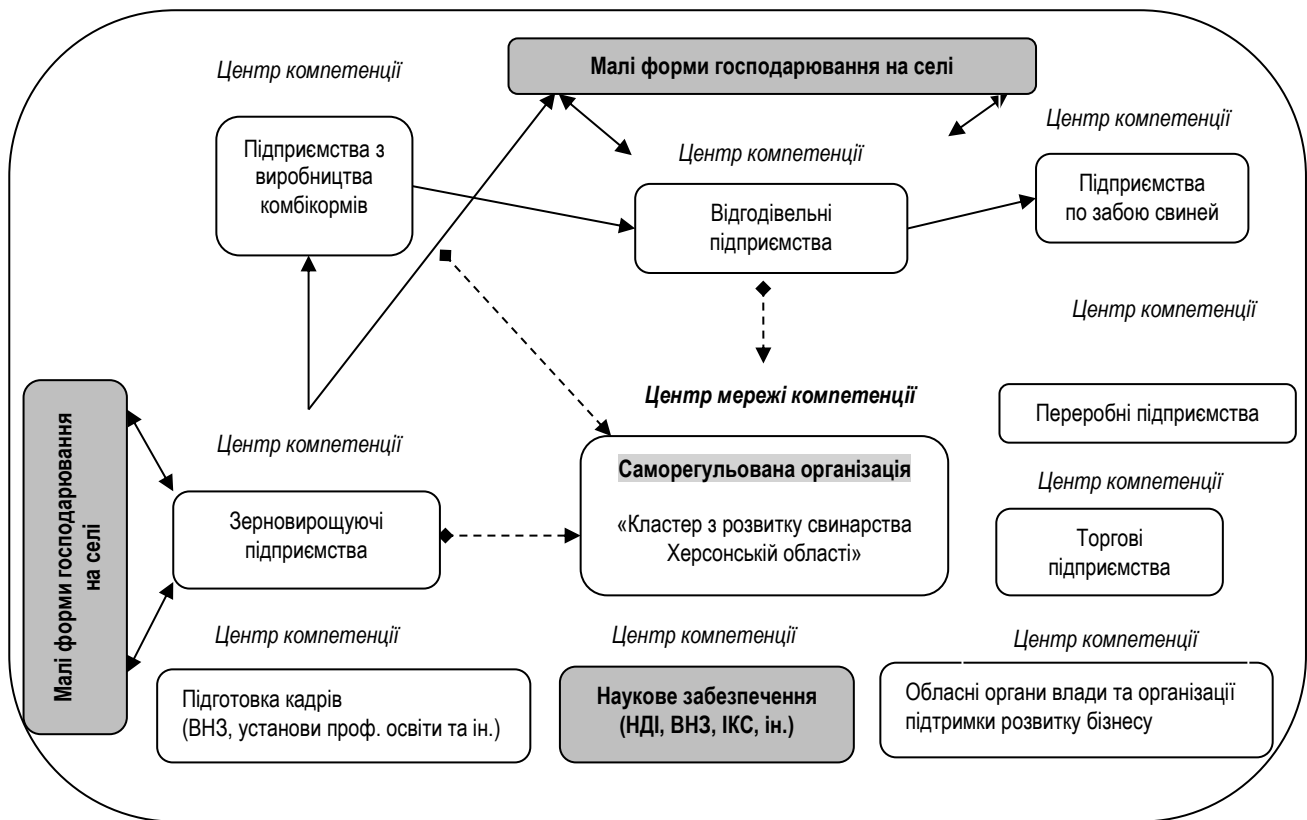 Центр компетенції
Малі форми господарювання на селі
Центр компетенції
Центр компетенції
Підприємства з
виробництва
комбікормів
Відгодівельні
підприємства
Підприємства
по забою свиней
Центр компетенції
Центр мережі компетенції
Переробні підприємства
Малі форми господарювання
на селі
Центр компетенції
Саморегульована організація
«Кластер з розвитку свинарства
Херсонській області»
Центр компетенції
Зерновирощуючі
підприємства
Торгові
підприємства
Центр компетенції
Центр компетенції
Центр компетенції
Підготовка кадрів
(ВНЗ, установи проф. освіти та ін.)
Наукове забезпечення
(НДІ, ВНЗ, ІКС, ін.)
Обласні органи влади та організації
підтримки розвитку бізнесу